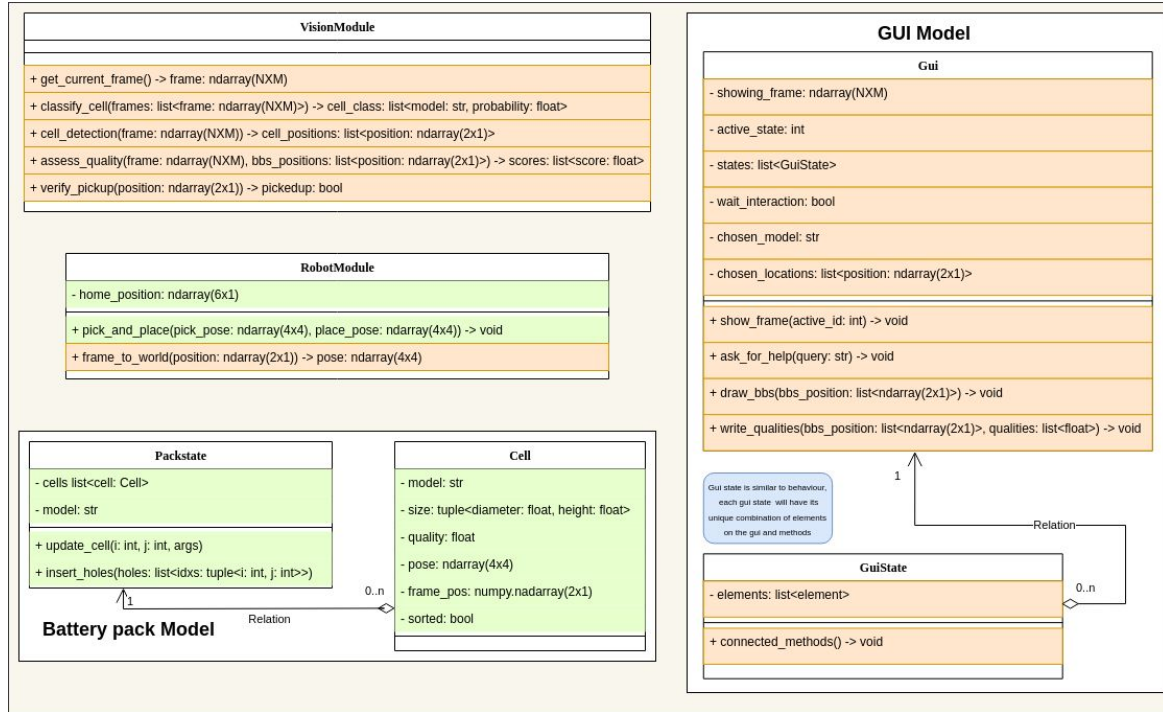 VisionModule
+ get_current_frame() -> frame: ndarray(NXM)
+ classify_cell(frames: list<frame: ndarray(NXM)>) -> cell_class: list<model: str, probability: float>
+ cell_detection(frame: ndarray(NXM)) -> cell_positions: list<position: ndarray(2x1)>
+ assess_quality(frame: ndarray(NXM), bbs_positions: list<position: ndarray(2x1)>) -> scores: list<score: float>
+ verify_pickup(position: ndarray(2x1)) -> pickedup: bool
RobotModule
- home_position: ndarray(6x1)
+ pick_and_place(pick_pose: ndarray(4x4), place_pose: ndarray(4x4)) -> void
+ frame_to_world(position: ndarray(2x1)) -> pose: ndarray(4x4)
Packstate
- cells list<cell: Cell>
- model: str
+ update_cell(i: int, j: int, args)
+ insert_holes(holes: list<idxs: tuple<i: int, j: int>>)
1
Relation
0..n
Battery pack Model
Cell
- model: str
- size: tuple<diameter: float, height: float>
- quality: float
- pose: ndarray(4x4)
- frame_pos: numpy.nadarray(2x1)
- sorted: bool
GUI Model
Gui
- showing_frame: ndarray(NXM)
- active_state: int
- states: list<GuiState>
- wait_interaction: bool
- chosen_model: str
- chosen_locations: list<position: ndarray(2x1)>
+ show_frame(active_id: int) -> void
+ ask_for_help(query: str) -> void
+ draw_bbs(bbs_position: list<ndarray(2x1)>) -> void
+ write_qualities(bbs_position: list<ndarray(2x1)>, qualities: list<float>) -> void
1
Gui state is similar to behaviour,
each gui state will have its
unique combination of elements
on the gui and methods
Relation
GuiState
0..n
- elements: list<element>
+ connected_methods() -> void